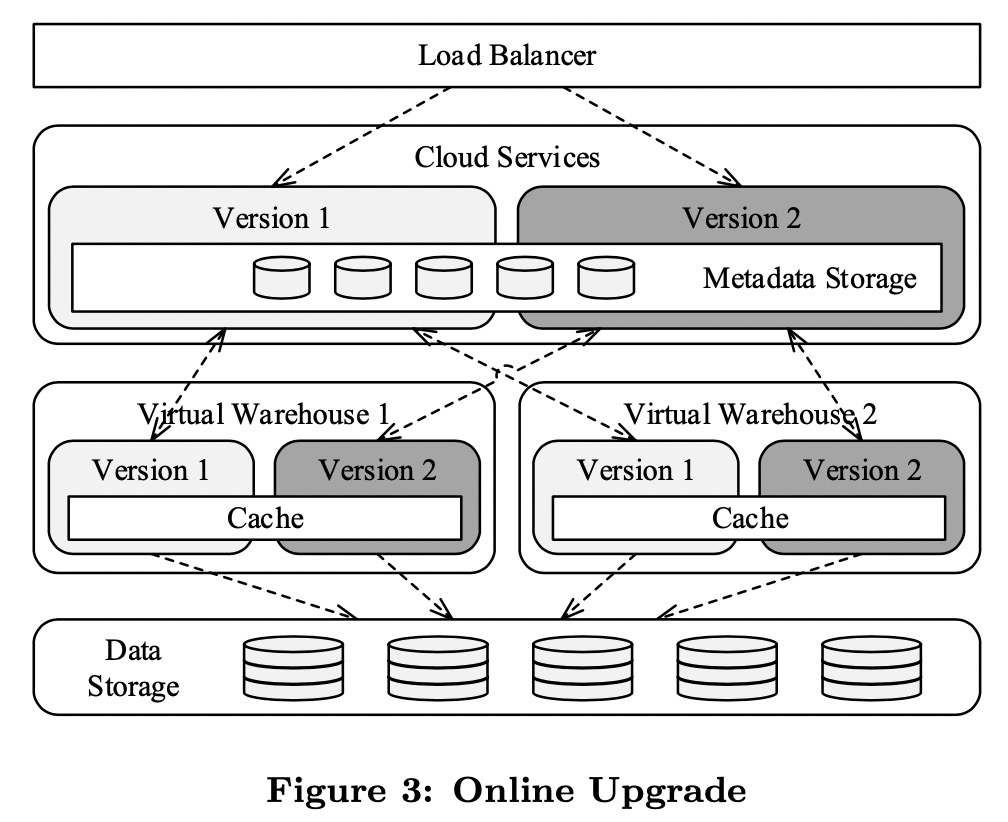 Load Balancer
Cloud Services
Version 1
Version 2
Metadata Storage
Virtual Warehouse 1
Version 1
Version 2
Cache
Virtual Warehouse 2
Version 1
Version 2
Cache
Data
Storage
Figure 3: Online Upgrade